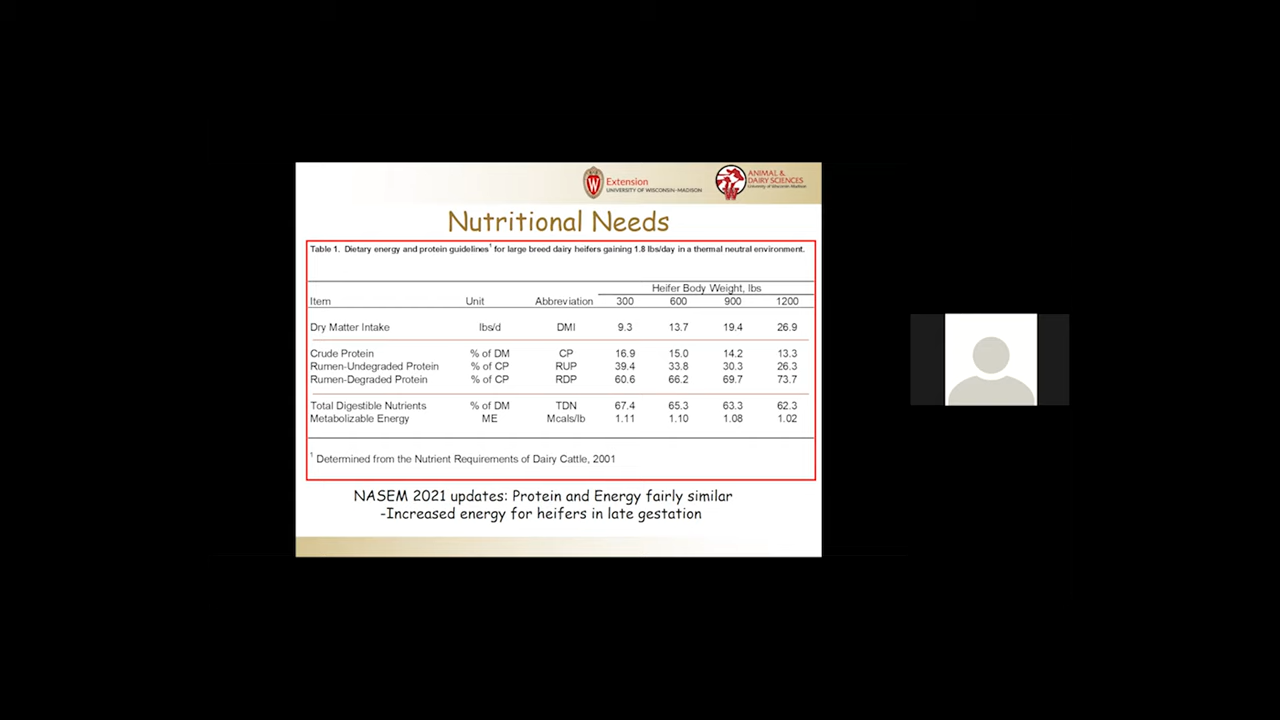 W Extension
UNIVERSITY OF WISCONSIN-MADISON
ANIMAL &
DAIRY SCIENCES
University of Wisconsin-Madison
Nutritional Needs
Table 1. Dietary energy and protein guidelines1 for large breed dairy heifers gaining 1.8 lbs/day in a thermal neutral environment.
Heifer Body Weight, lbs
Item Unit Abbreviation 300 600 900 1200
Dry Matter Intake lbs/d DMI 9.3 13.7 19.4 26.9
Crude Protein % of DM CP 16.9 15.0 14.2 13.3
Rumen-Undegraded Protein % of CP RUP 39.4 33.8 30.3 26.3
Rumen-Degraded Protein % of CP RDP 60.6 66.2 69.7 73.7
Total Digestible Nutrients % of DM TDN 67.4 65.3 63.3 62.3
Metabolizable Energy ME Mcals/lb 1.11 1.10 1.08 1.02
1 Determined from the Nutrient Requirements of Dairy Cattle, 2001
NASEM 2021 updates: Protein and Energy fairly similar
-Increased energy for heifers in late gestation